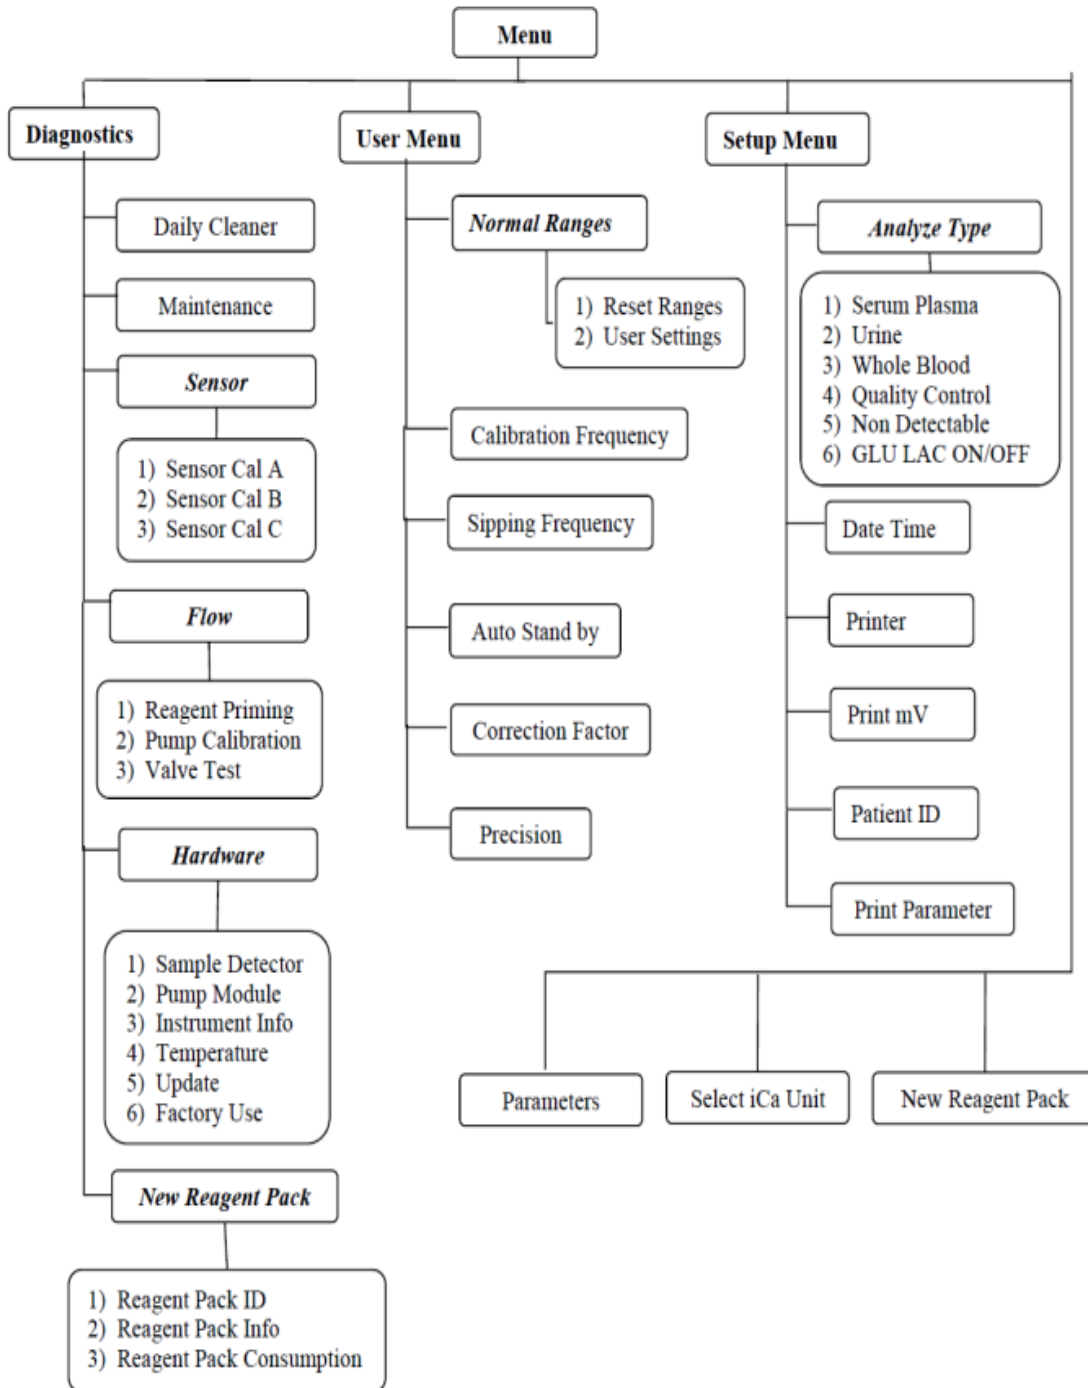 Menu
Diagnostics
Daily Cleaner
Maintenance
Sensor
1) Sensor Cal A
2) Sensor Cal B
3) Sensor Cal C
Flow
1) Reagent Priming
2) Pump Calibration
3) Valve Test
Hardware
1) Sample Detector
2) Pump Module
3) Instrument Info
4) Temperature
5) Update
6) Factory Use
New Reagent Pack
1) Reagent Pack ID
2) Reagent Pack Info
3) Reagent Pack Consumption
User Menu
Normal Ranges
1) Reset Ranges
2) User Settings
Calibration Frequency
Sipping Frequency
Auto Stand by
Correction Factor
Precision
Setup Menu
Analyze Type
1) Serum Plasma
2) Urine
3) Whole Blood
4) Quality Control
5) Non Detectable
6) GLU LAC ON/OFF
Date Time
Printer
Print mV
Patient ID
Print Parameter
Parameters
Select iCa Unit
New Reagent Pack